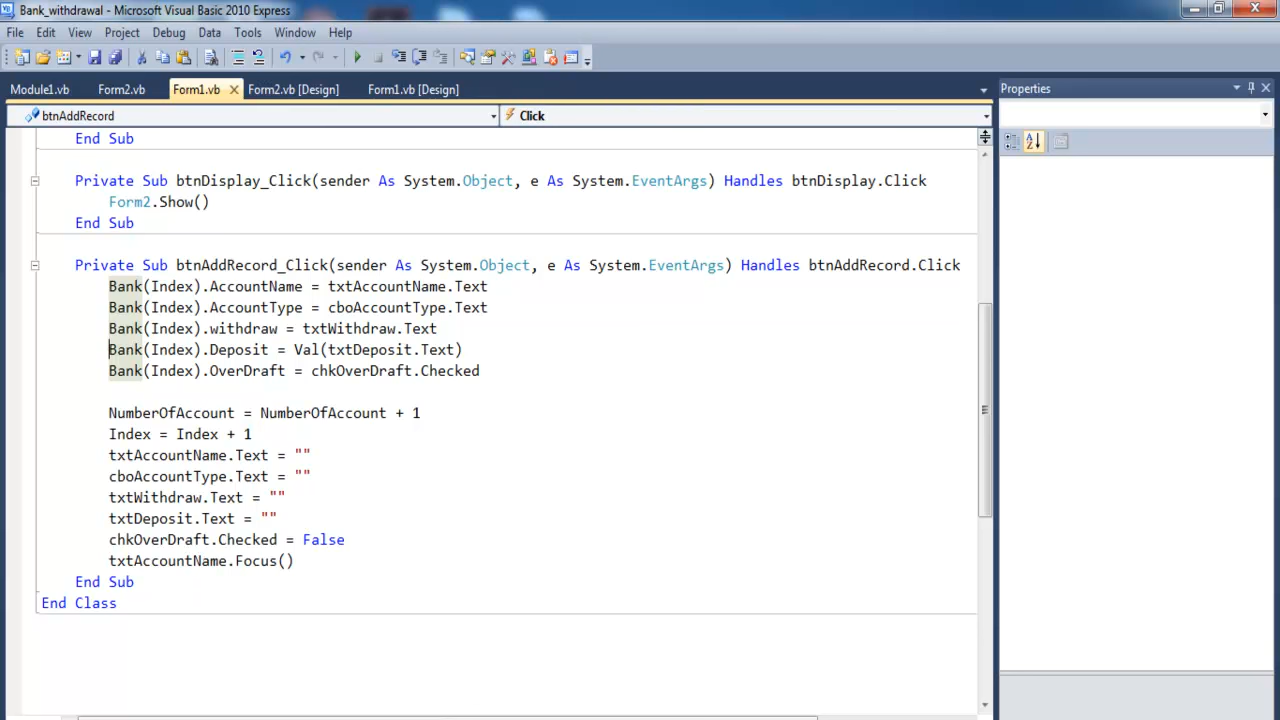 Bank_withdrawal - Microsoft Visual Basic 2010 Express
File Edit View Project Debug Data Tools Window Help
Module1.vb Form2.vb Form1.vb Form2.vb [Design] Form1.vb [Design]
btnAddRecord Click
End Sub
Private Sub btnDisplay_Click(sender As System.Object, e As System.EventArgs) Handles btnDisplay.Click
Form2.Show()
End Sub
Private Sub btnAddRecord_Click(sender As System.Object, e As System.EventArgs) Handles btnAddRecord.Click
Bank(Index).AccountName = txtAccountName.Text
Bank(Index).AccountType = cboAccountType.Text
Bank(Index).withdraw = txtWithdraw.Text
Bank(Index).Deposit = Val(txtDeposit.Text)
Bank(Index).OverDraft = chkOverDraft.Checked
NumberOfAccount = NumberOfAccount + 1
Index = Index + 1
txtAccountName.Text = ""
cboAccountType.Text = ""
txtWithdraw.Text = ""
txtDeposit.Text = ""
chkOverDraft.Checked = False
txtAccountName.Focus()
End Sub
End Class
Properties